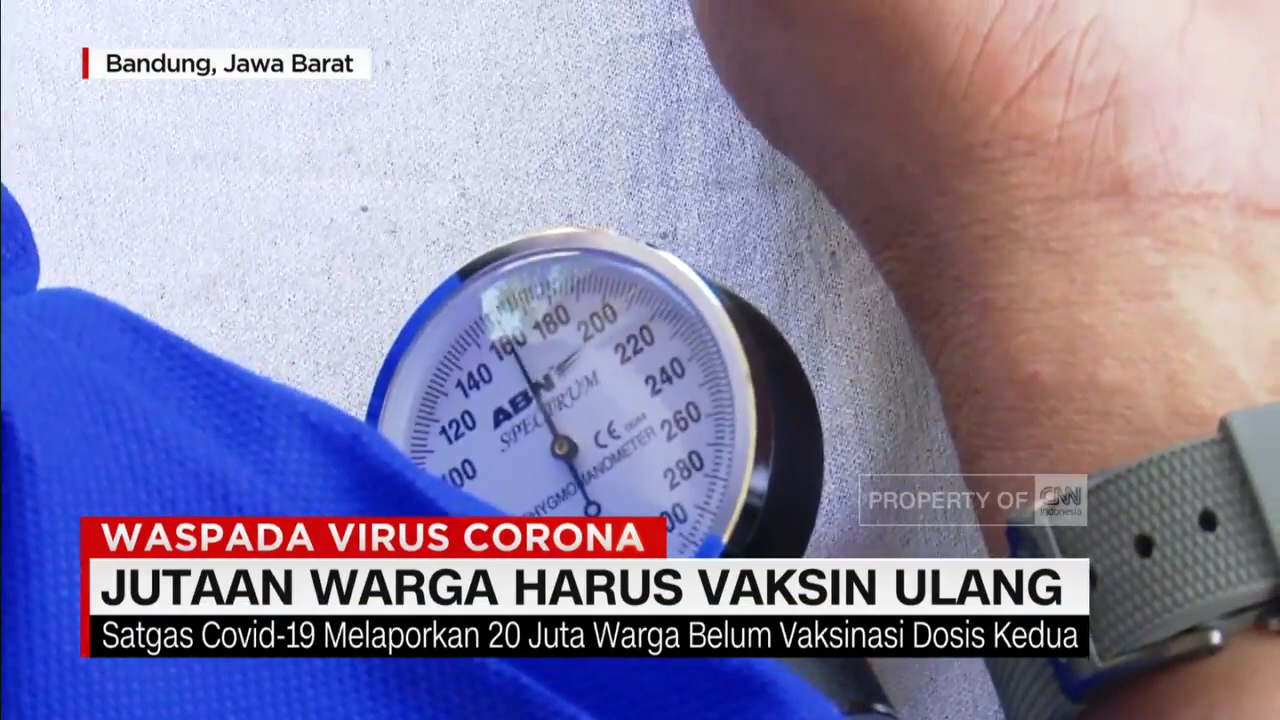 Bandung, Jawa Barat
160 180 200
140 220
120 240
260
280
ABN
SPECTRUM
CE 0044
PROPERTY OF CNN Indonesia
WASPADA VIRUS CORONA
JUTAAN WARGA HARUS VAKSIN ULANG
Satgas Covid-19 Melaporkan 20 Juta Warga Belum Vaksinasi Dosis Kedua